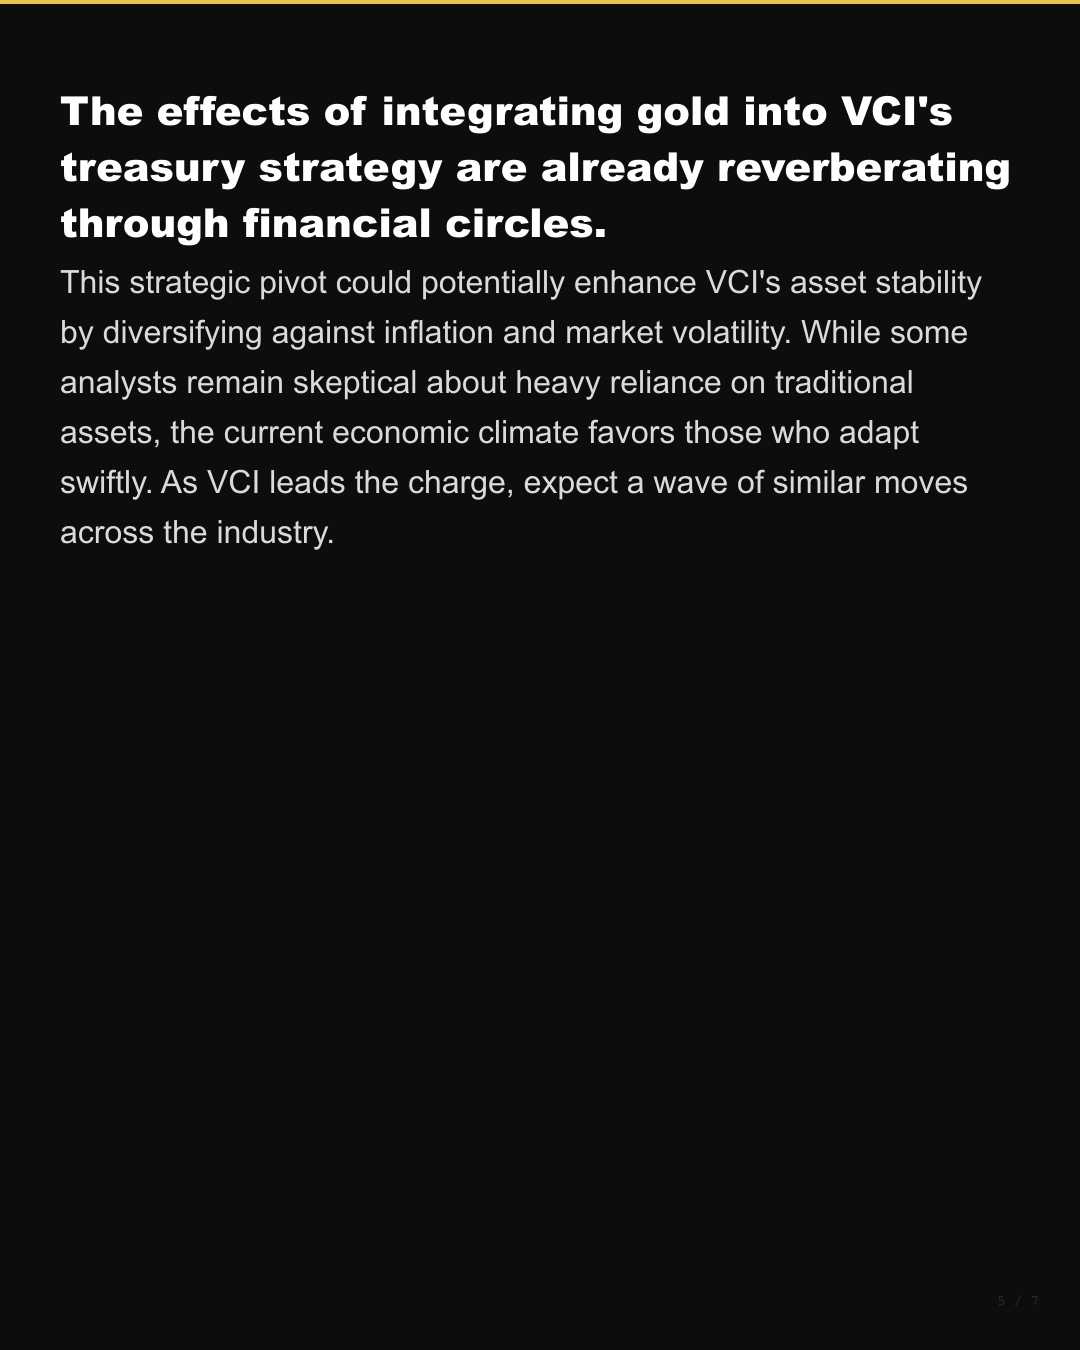 The effects of integrating gold into VCI's
treasury strategy are already reverberating
through financial circles.
This strategic pivot could potentially enhance VCI's asset stability
by diversifying against inflation and market volatility. While some
analysts remain skeptical about heavy reliance on traditional
assets, the current economic climate favors those who adapt
swiftly. As VCI leads the charge, expect a wave of similar moves
across the industry.
5 / 7